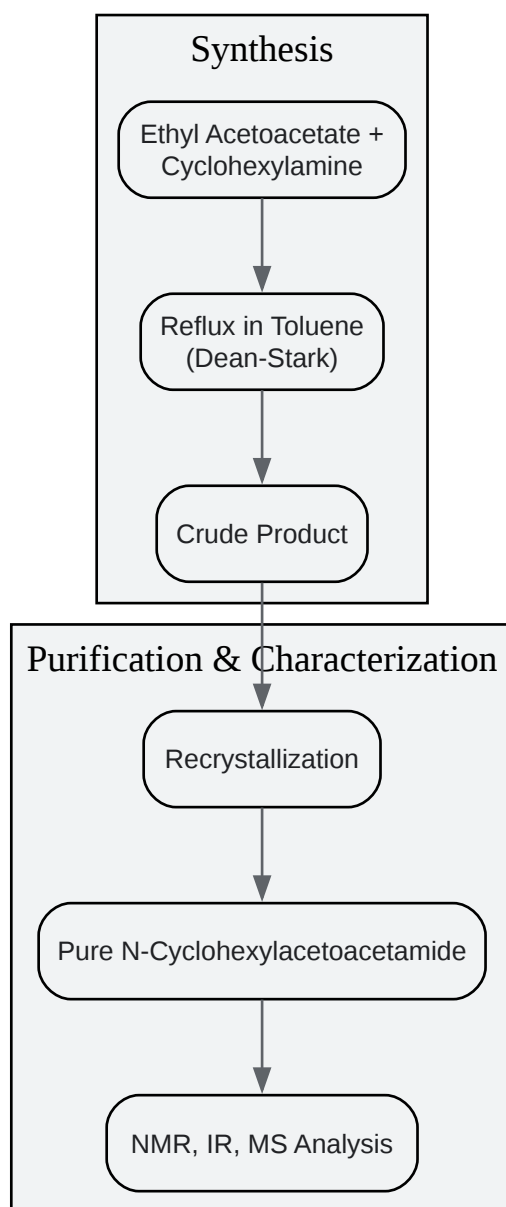 Synthesis
Ethyl Acetoacetate +
Cyclohexylamine
Reflux in Toluene
(Dean-Stark)
Crude Product
Purification & Characterization
Recrystallization
Pure N-Cyclohexylacetoacetamide
NMR, IR, MS Analysis